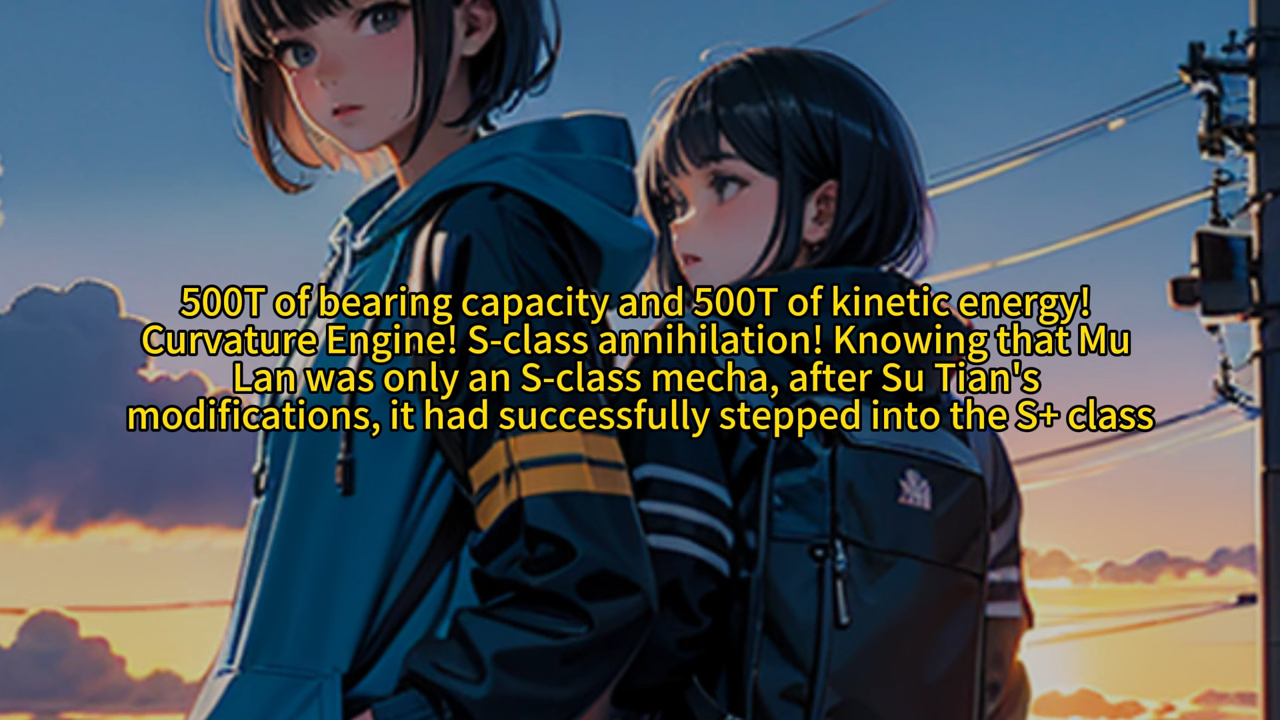 500T of bearing capacity and 500T of kinetic energy!
Curvature Engine! S-class annihilation! Knowing that Mu
Lan was only an S-class mecha, after Su Tian's
modifications, it had successfully stepped into the S+ class